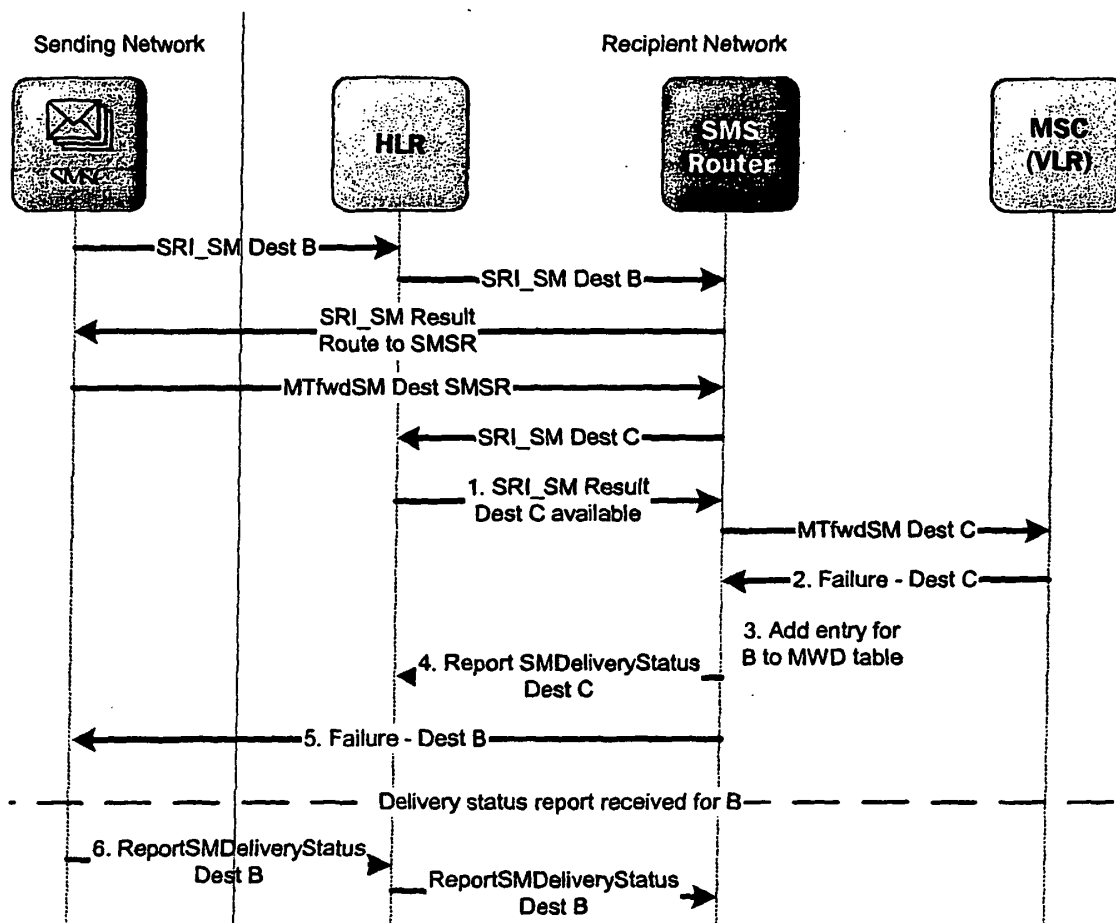 Sending Network
Recipient Network
SMSC
HLR
SMS
Router
MSC
(VLR)
SRI_SM Dest B
SRI_SM Dest B
SRI_SM Result
Route to SMSR
MTfwdSM Dest SMSR
SRI_SM Dest C
1. SRI_SM Result
Dest C available
MTfwdSM Dest C
2. Failure - Dest C
3. Add entry for
B to MWD table
4. Report SMDeliveryStatus
Dest C
5. Failure - Dest B
Delivery status report received for B
6. ReportSMDeliveryStatus
Dest B
ReportSMDeliveryStatus
Dest B